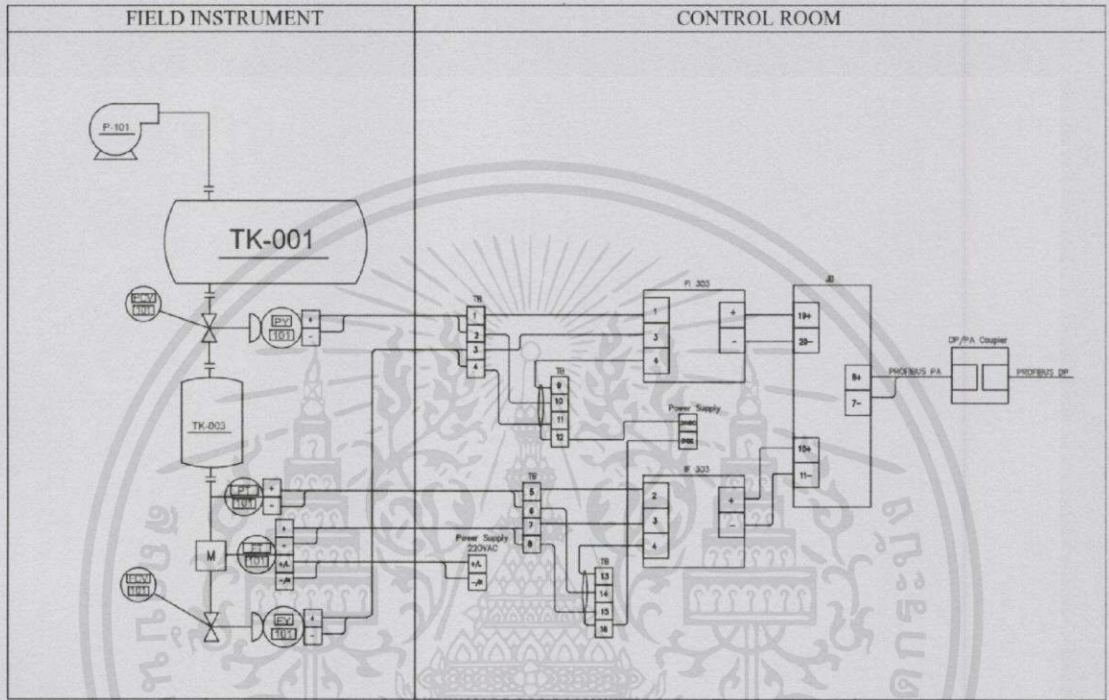 FIELD INSTRUMENT
CONTROL ROOM
P-101
TK-001
PCV
101
PY
101
+
-
TK-003
PT
101
+
-
M
FT
101
+
-
+/L
-/N
FCV
101
FY
101
+
-
TB
1
2
3
4
TB
9
10
11
12
FI 303
1
3
4
+
-
Power Supply
TB
5
6
7
8
Power Supply
220VAC
+/L
-/N
TB
13
14
15
16
IF 303
2
3
4
+
-
JB
19+
20-
8+
7-
10+
11-
DP/PA Coupler
PROFIBUS PA
PROFIBUS DP